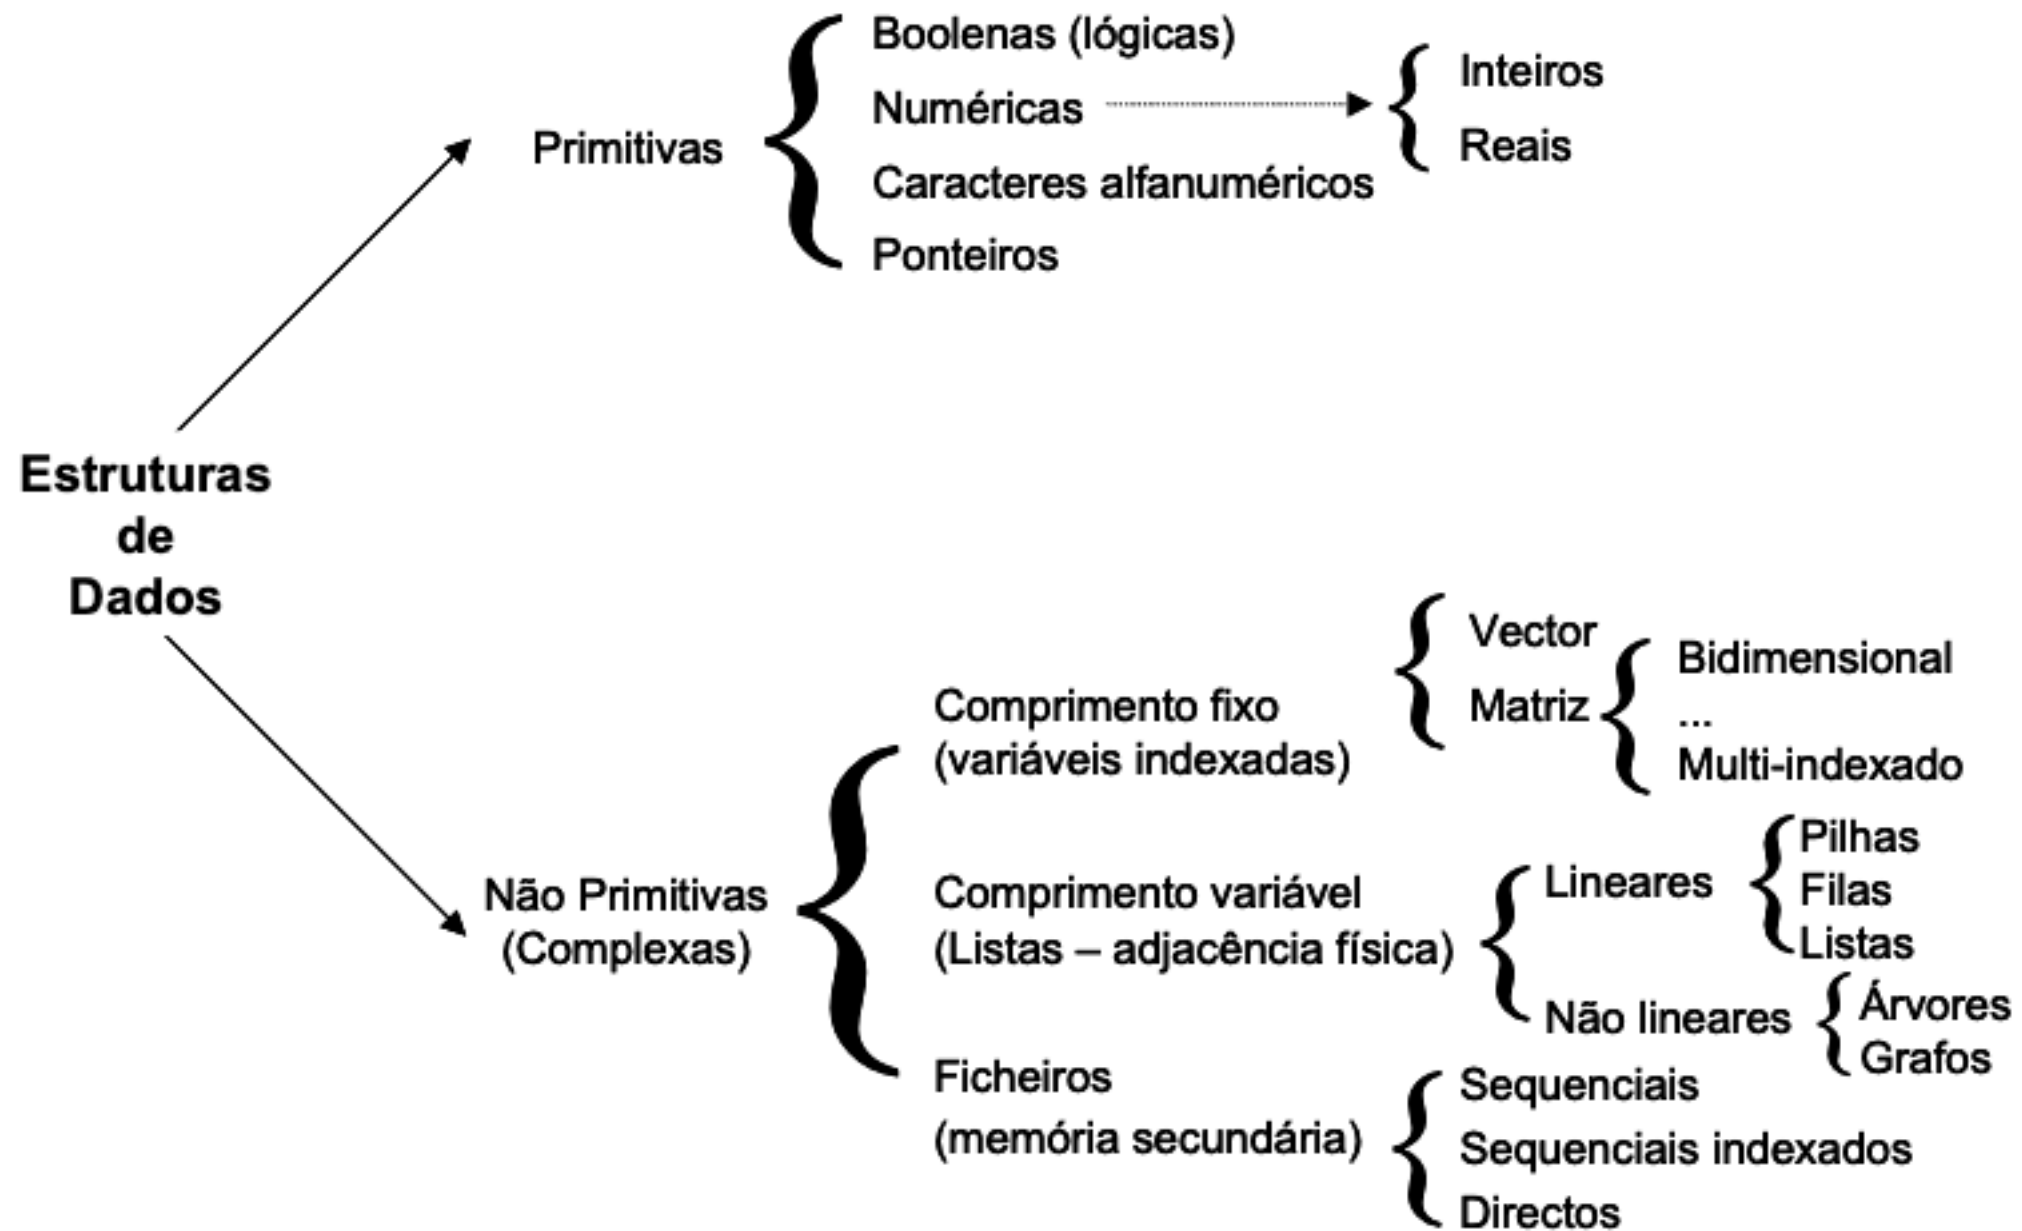 Estruturas
de
Dados
Primitivas
Boolenas (lógicas)
Numéricas
Inteiros
Reais
Caracteres alfanuméricos
Ponteiros
Não Primitivas
(Complexas)
Comprimento fixo
(variáveis indexadas)
Vector
Matriz
Bidimensional
...
Multi-indexado
Comprimento variável
(Listas – adjacência física)
Lineares
Pilhas
Filas
Listas
Não lineares
Árvores
Grafos
Ficheiros
(memória secundária)
Sequenciais
Sequenciais indexados
Directos